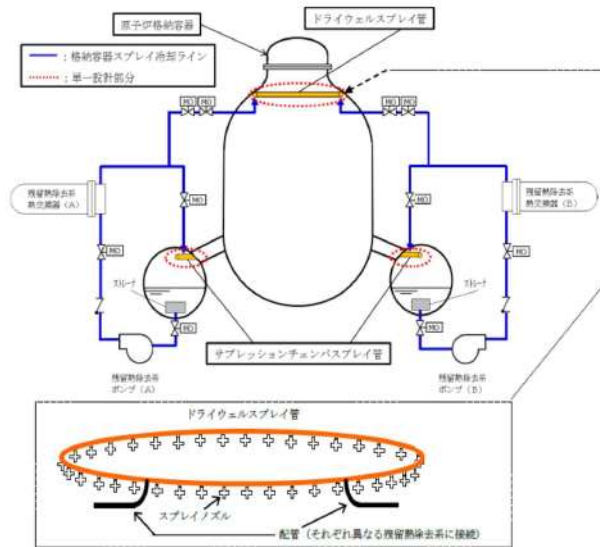 原子炉格納容器
ドライウェルスプレイ管
：格納容器スプレイ冷却ライン
：単一設計部分
MO
MO
MO
MO
残留熱除去系
熱交換器（A）
MO
MO
残留熱除去系
熱交換器（B）
MO
MO
ストレーナ
ストレーナ
MO
MO
残留熱除去系
ポンプ（A）
サプレッションチェンバスプレイ管
残留熱除去系
ポンプ（B）
ドライウェルスプレイ管
スプレイノズル
配管（それぞれ異なる残留熱除去系に接続）